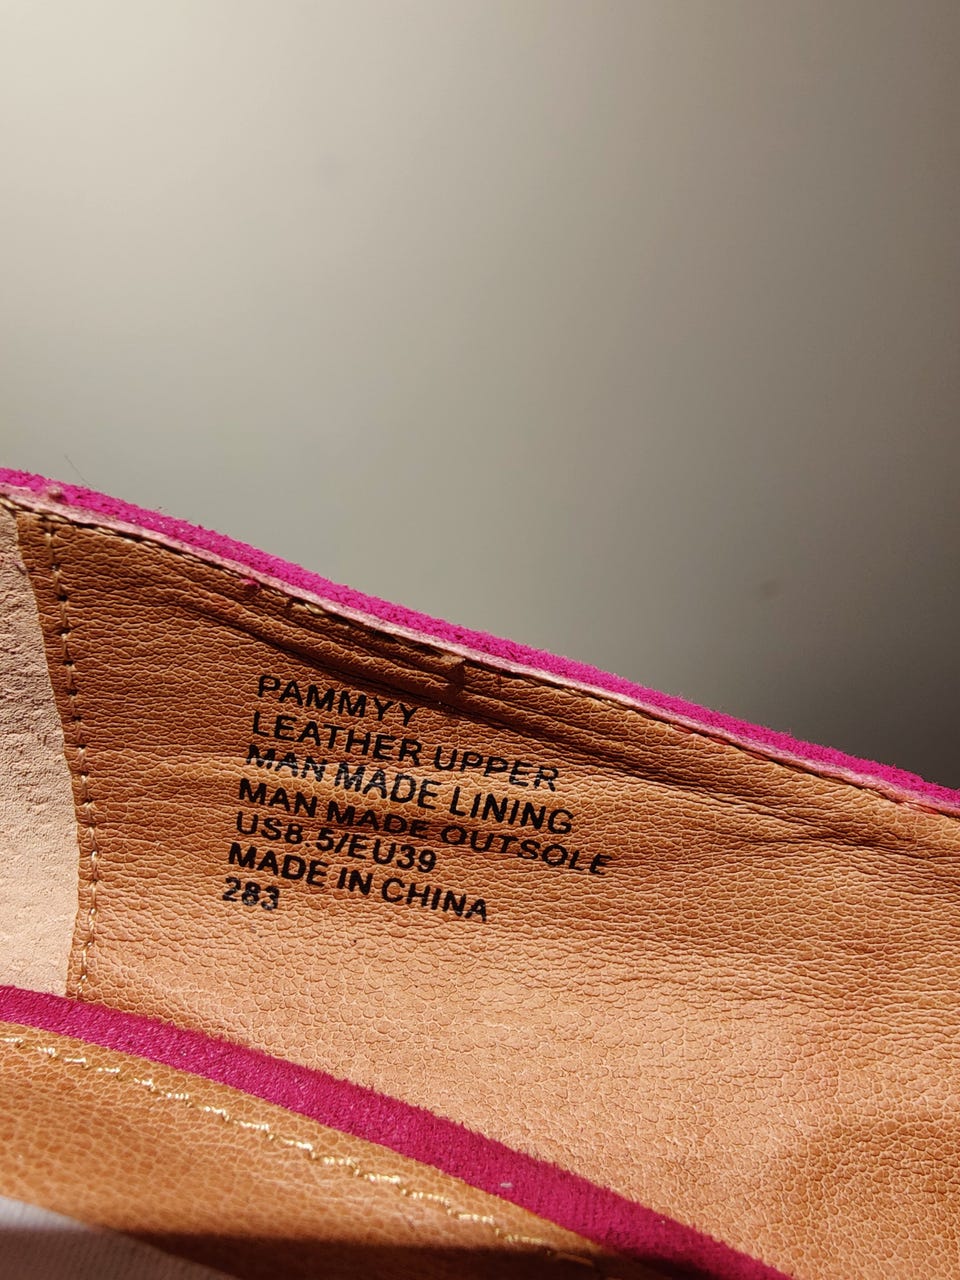 PAMMYY
LEATHER UPPER
MAN MADE LINING
MAN MADE OUTSOLE
US8.5/EU39
MADE IN CHINA
283